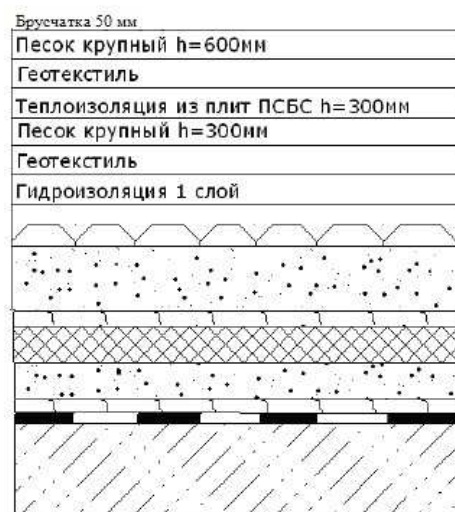 Брусчатка 50 мм
Песок крупный h=600мм
Геотекстиль
Теплоизоляция из плит ПСБС h=300мм
Песок крупный h=300мм
Геотекстиль
Гидроизоляция 1 слой